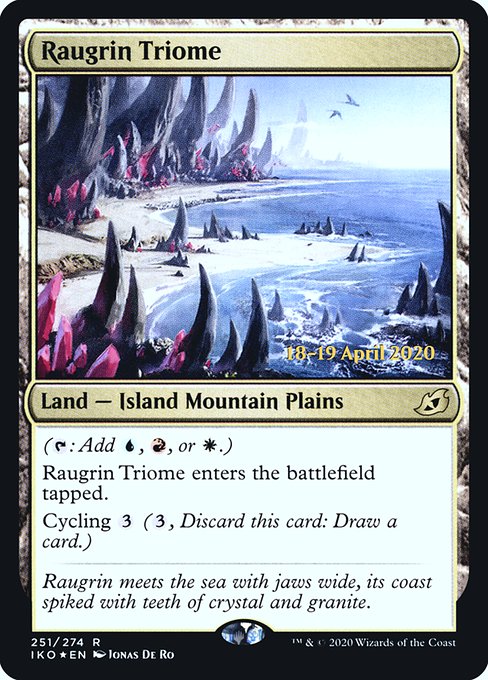 Raugrin Triome
18-19 April 2020
Land — Island Mountain Plains
(: Add , , or .)
Raugrin Triome enters the battlefield
tapped.
Cycling 3 (3, Discard this card: Draw a
card.)
Raugrin meets the sea with jaws wide, its coast
spiked with teeth of crystal and granite.
251/274 R
IKO★EN Jonas De Ro
™ & © 2020 Wizards of the Coast